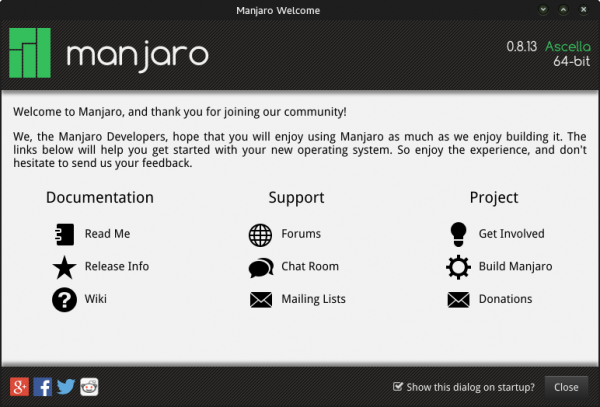 Manjaro Welcome
manjaro
0.8.13 Ascella
64-bit
Welcome to Manjaro, and thank you for joining our community!
We, the Manjaro Developers, hope that you will enjoy using Manjaro as much as we enjoy building it. The
links below will help you get started with your new operating system. So enjoy the experience, and don't
hesitate to send us your feedback.
Documentation
Read Me
Release Info
Wiki
Support
Forums
Chat Room
Mailing Lists
Project
Get Involved
Build Manjaro
Donations
Show this dialog on startup?
Close